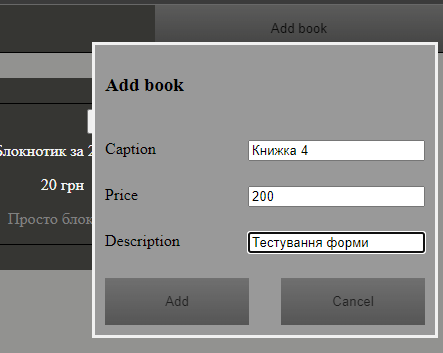 Add book
Add book
Caption
Книжка 4
Price
200
Description
Тестування форми
Add
Cancel
Блокнотик за 2
20 грн
Просто блок